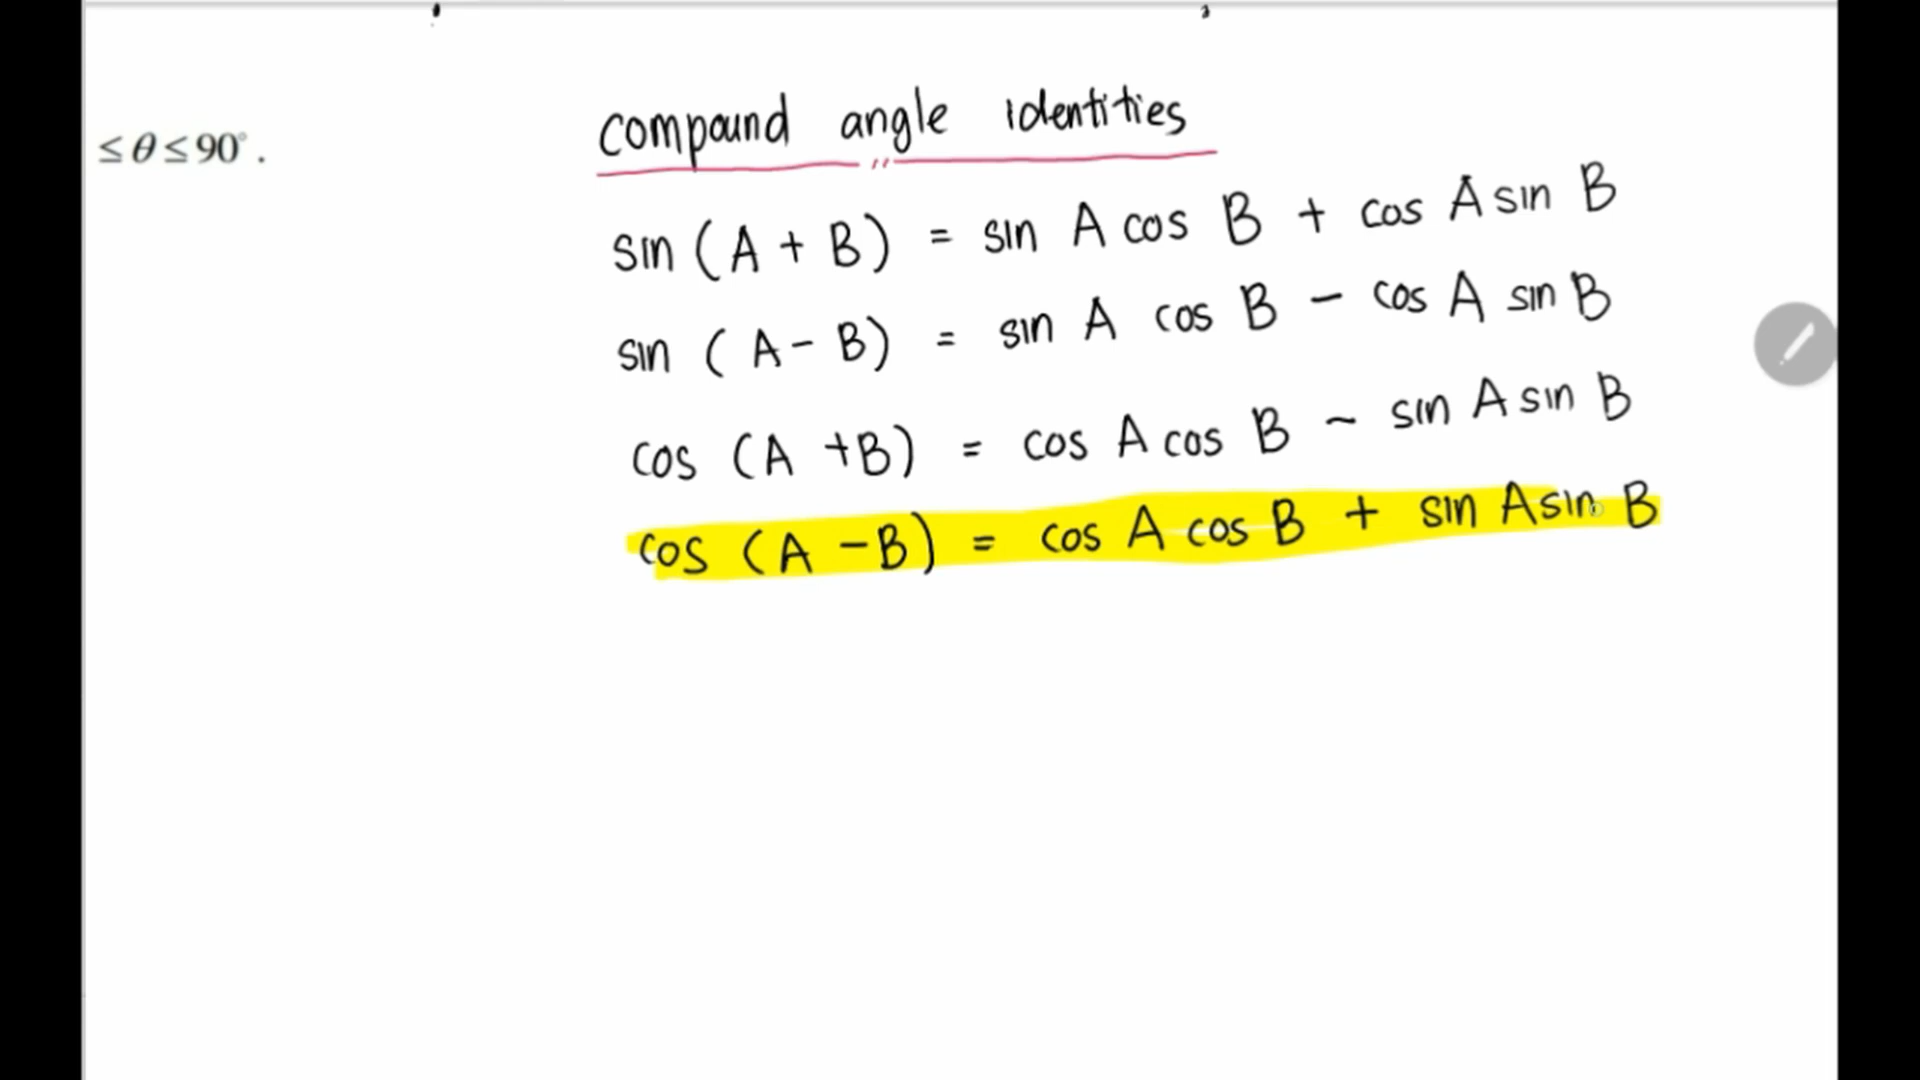 ≤ θ ≤ 90° .
compound angle identities
sin (A + B) = sin A cos B + cos A sin B
sin (A - B) = sin A cos B - cos A sin B
cos (A + B) = cos A cos B - sin A sin B
cos (A - B) = cos A cos B + sin A sin B